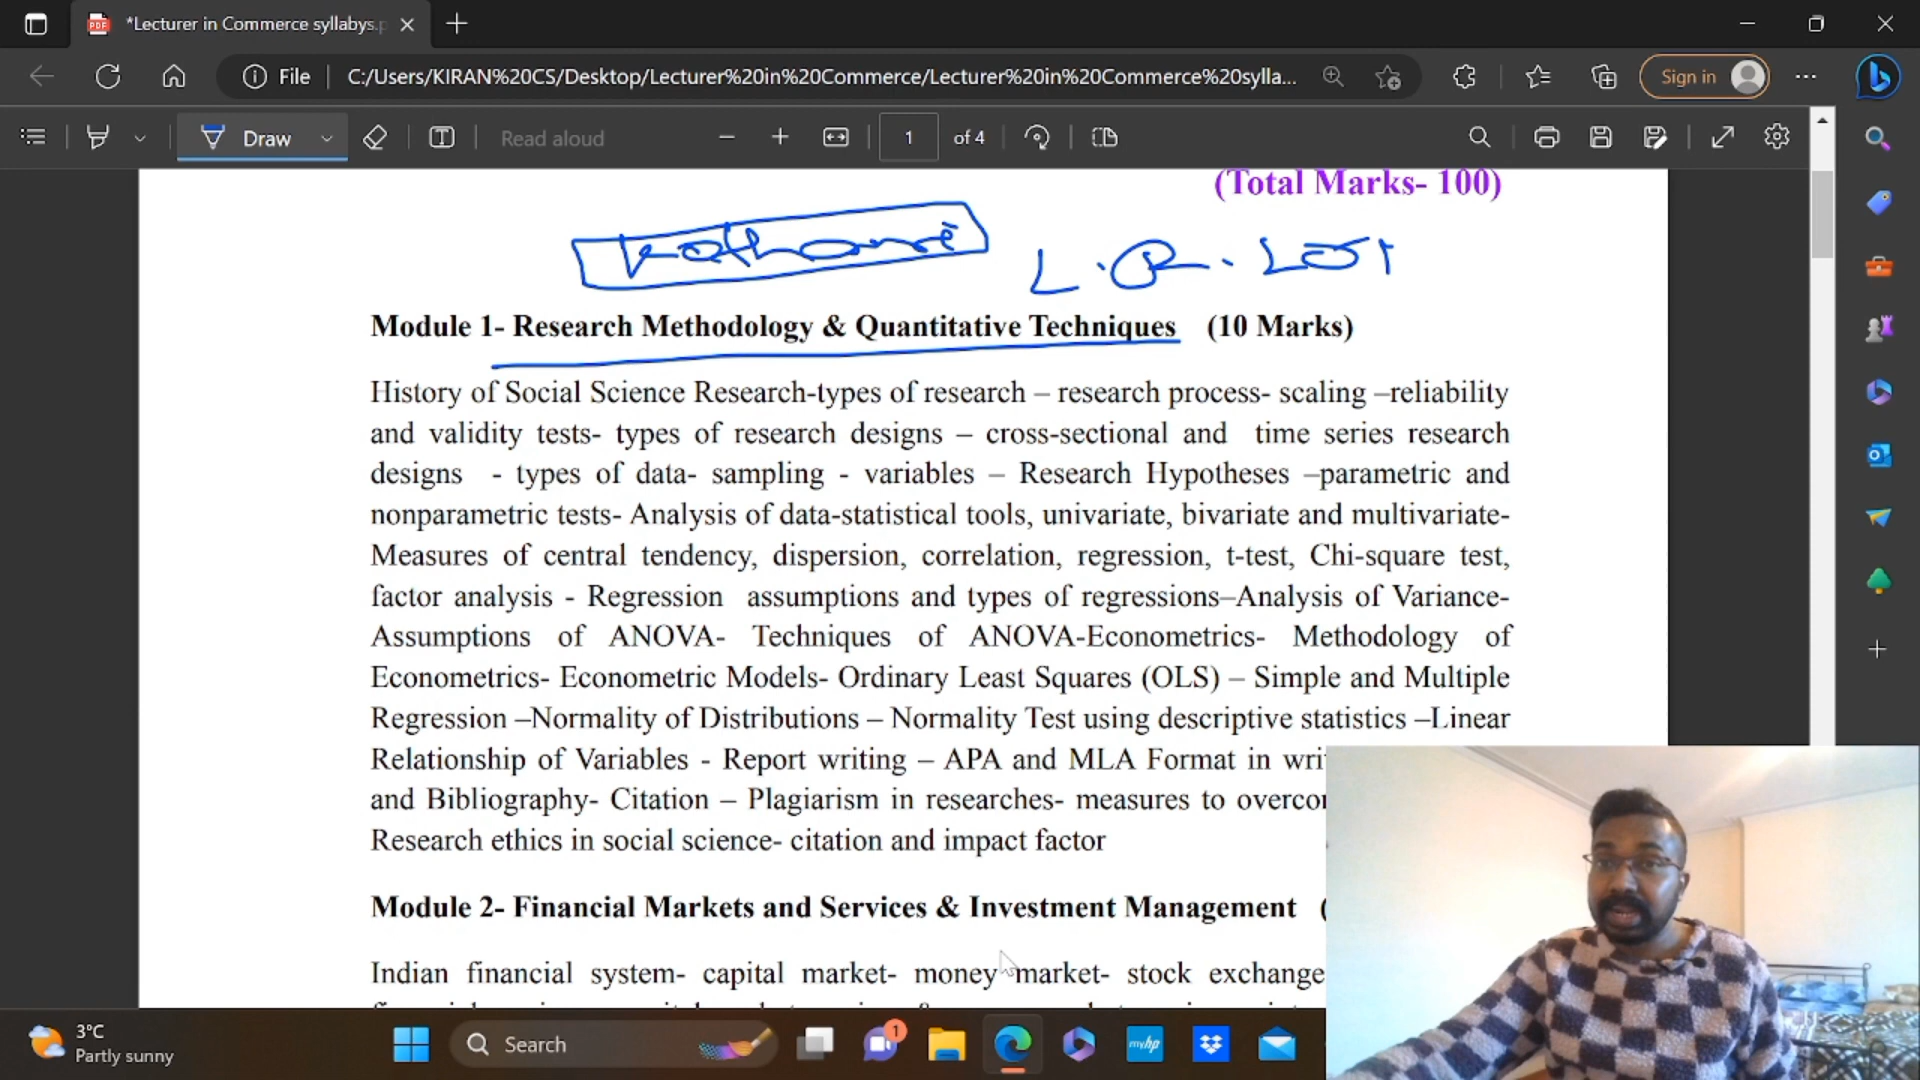 *Lecturer in Commerce syllabys.p
File
C:/Users/KIRAN%20CS/Desktop/Lecturer%20in%20Commerce/Lecturer%20in%20Commerce%20sylla...
Sign in
Draw
Read aloud
1 of 4
(Total Marks- 100)
Kothari L.R.
Module 1- Research Methodology & Quantitative Techniques (10 Marks)
History of Social Science Research-types of research – research process- scaling –reliability
and validity tests- types of research designs – cross-sectional and time series research
designs - types of data- sampling - variables – Research Hypotheses –parametric and
nonparametric tests- Analysis of data-statistical tools, univariate, bivariate and multivariate-
Measures of central tendency, dispersion, correlation, regression, t-test, Chi-square test,
factor analysis - Regression assumptions and types of regressions–Analysis of Variance-
Assumptions of ANOVA- Techniques of ANOVA-Econometrics- Methodology of
Econometrics- Econometric Models- Ordinary Least Squares (OLS) – Simple and Multiple
Regression –Normality of Distributions – Normality Test using descriptive statistics –Linear
Relationship of Variables - Report writing – APA and MLA Format in wri
and Bibliography- Citation – Plagiarism in researches- measures to overco
Research ethics in social science- citation and impact factor
Module 2- Financial Markets and Services & Investment Management (
Indian financial system- capital market- money market- stock exchange
3°C
Partly sunny
Search
1
myhp